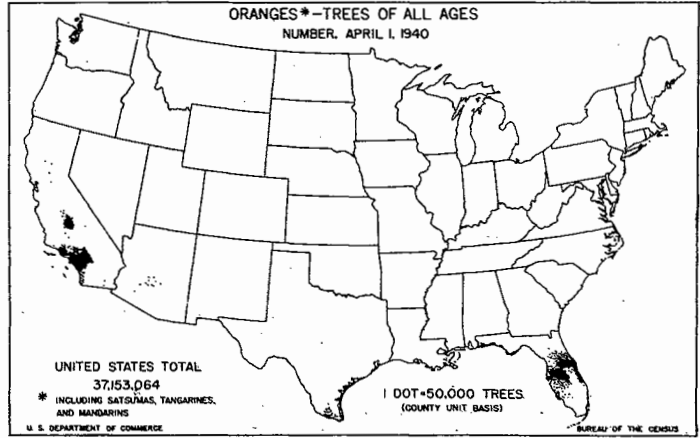 ORANGES*-TREES OF ALL AGES
NUMBER, APRIL 1, 1940
UNITED STATES TOTAL
37,153,064
* INCLUDING SATSUMAS, TANGARINES,
AND MANDARINS
1 DOT=50,000 TREES
(COUNTY UNIT BASIS)
U. S. DEPARTMENT OF COMMERCE
BUREAU OF THE CENSUS